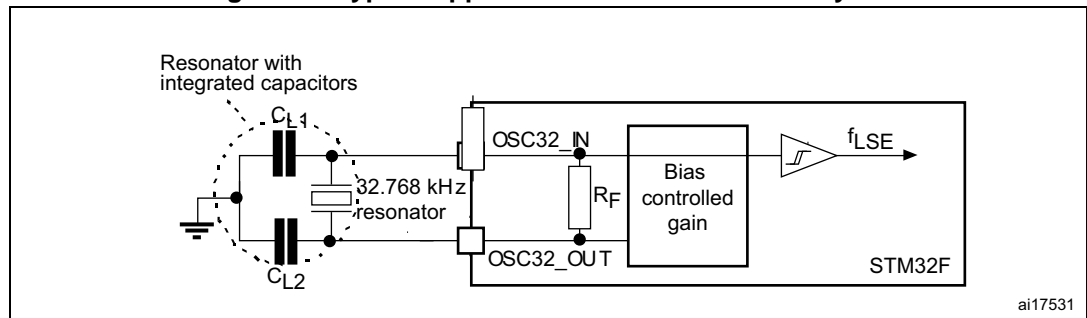 Resonator with
integrated capacitors
CL1
OSC32_IN
fLSE
32.768 kHz
resonator
RF
Bias
controlled
gain
OSC32_OUT
STM32F
CL2
ai17531